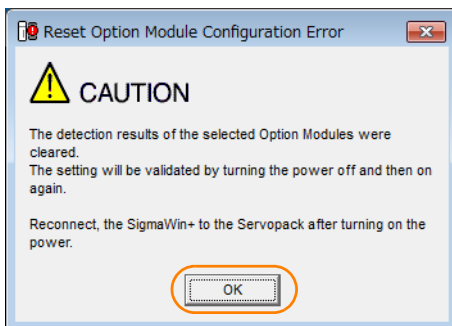 Reset Option Module Configuration Error
CAUTION
The detection results of the selected Option Modules were
cleared.
The setting will be validated by turning the power off and then on
again.
Reconnect, the SigmaWin+ to the Servopack after turning on the
power.
OK